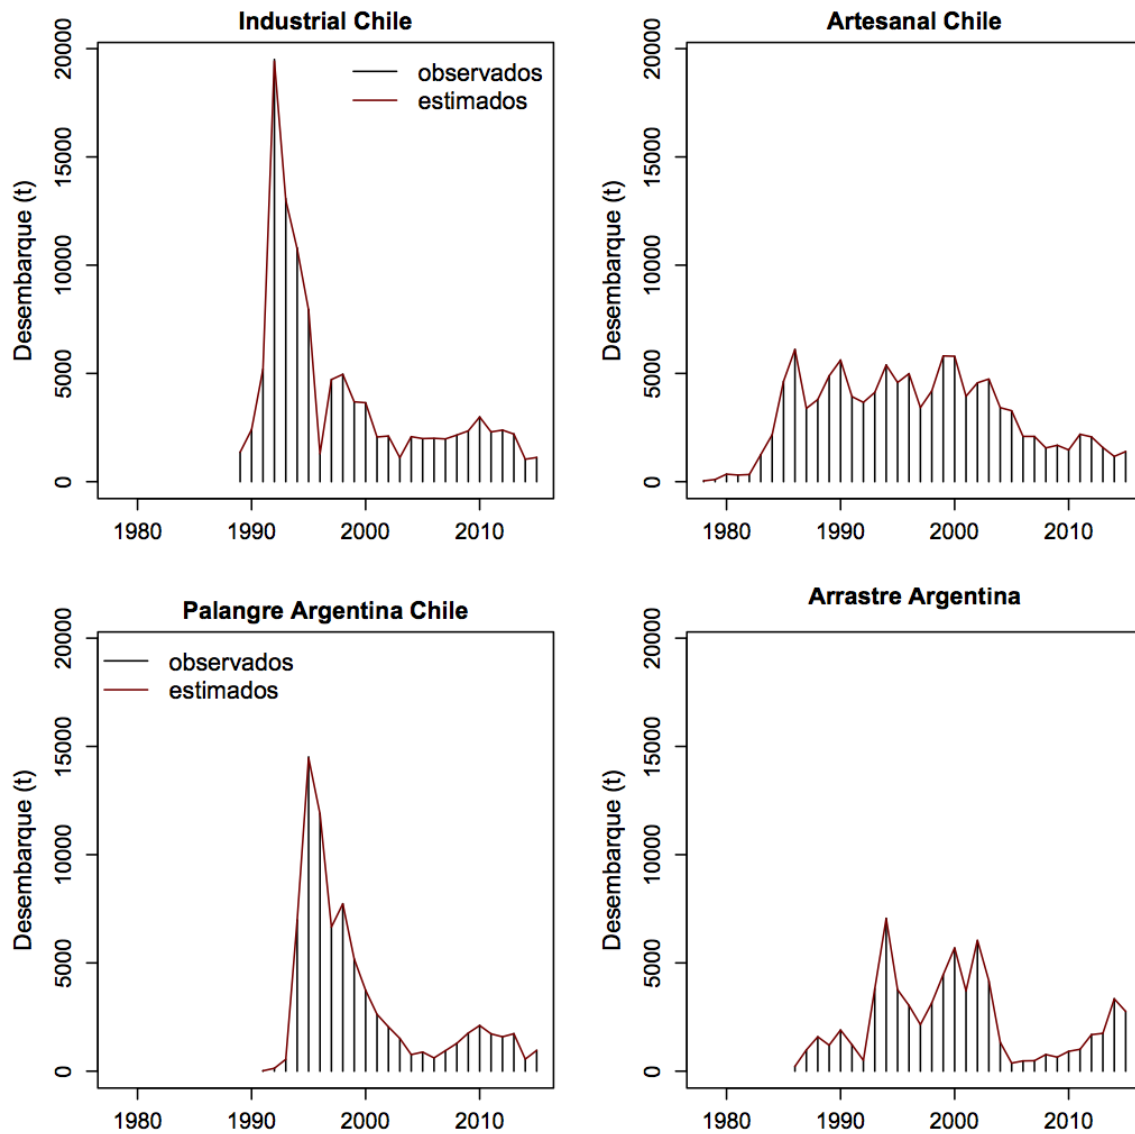 Industrial Chile
Desembarque (t)
20000
15000
10000
5000
0
observados
estimados
1980 1990 2000 2010
Artesanal Chile
Desembarque (t)
20000
15000
10000
5000
0
1980 1990 2000 2010
Palangre Argentina Chile
Desembarque (t)
20000
15000
10000
5000
0
observados
estimados
1980 1990 2000 2010
Arrastre Argentina
Desembarque (t)
20000
15000
10000
5000
0
1980 1990 2000 2010